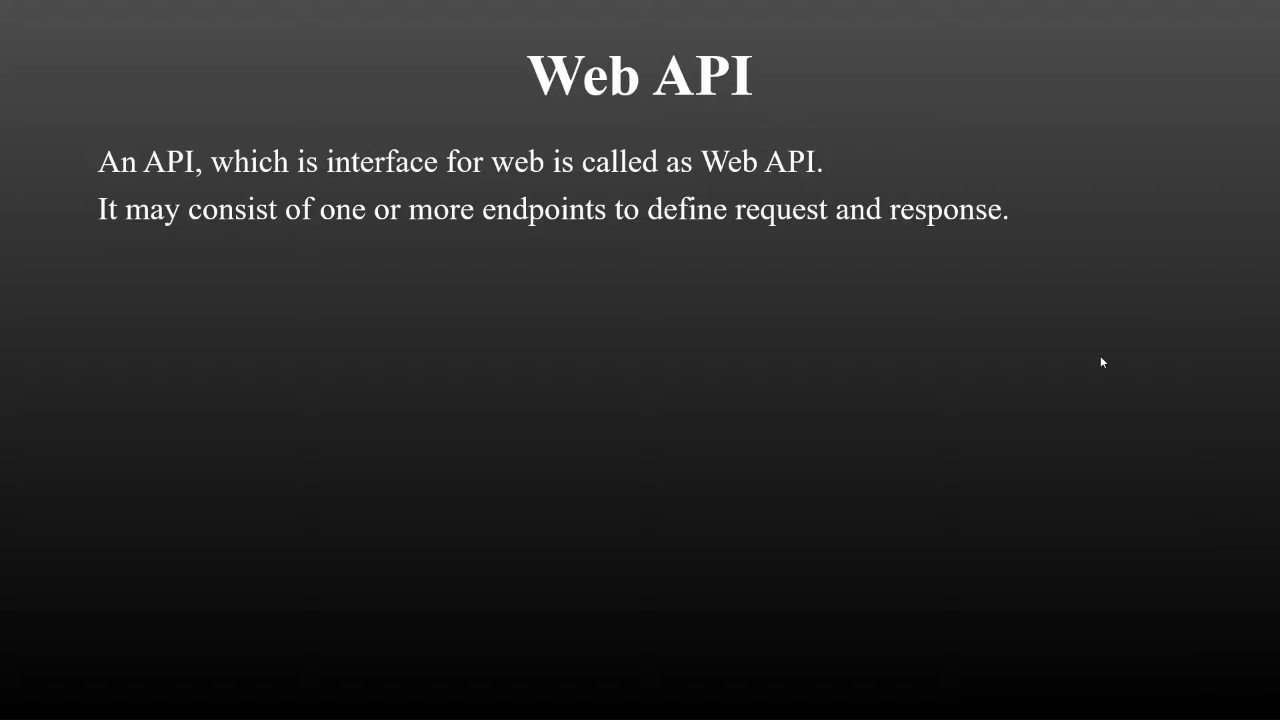 Web API
An API, which is interface for web is called as Web API.
It may consist of one or more endpoints to define request and response.